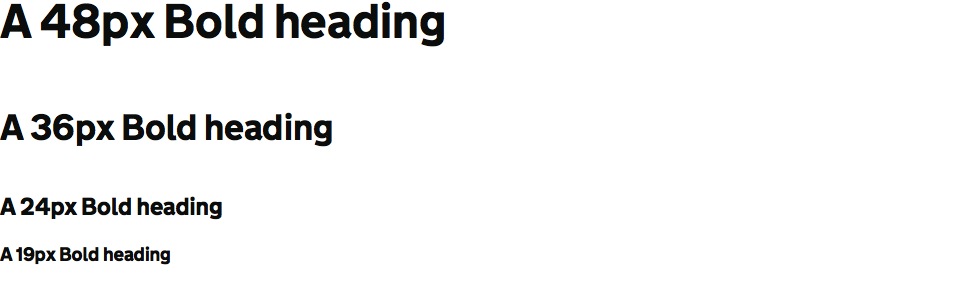 A 48px Bold heading
A 36px Bold heading
A 24px Bold heading
A 19px Bold heading